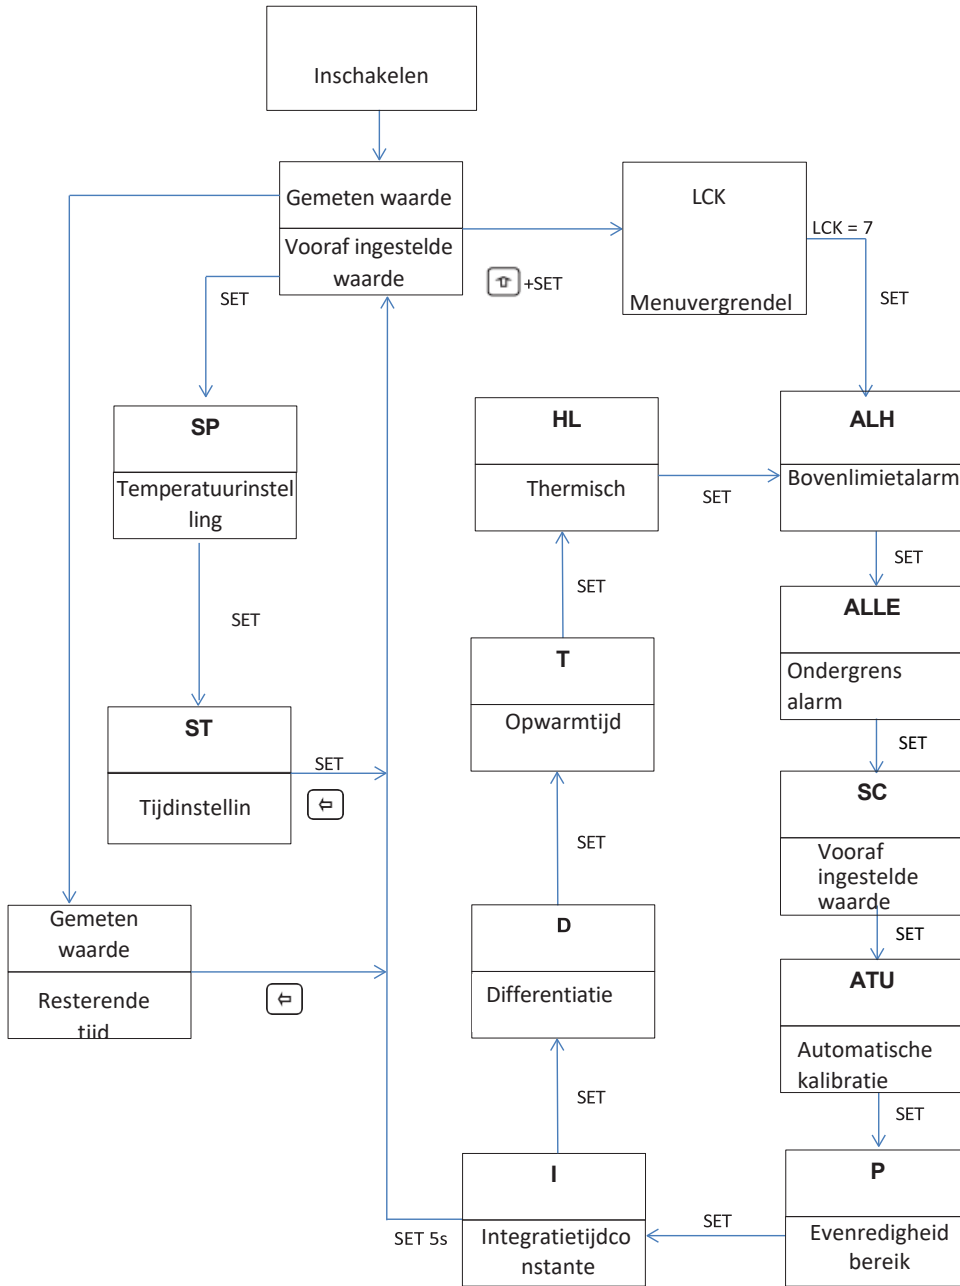 Inschakelen
Gemeten waarde
Vooraf ingestelde
waarde
SET
+SET
LCK
Menuvergrendel
LCK = 7
SET
SP
Temperatuurinstel
ling
SET
HL
Thermisch
SET
ALH
Bovenlimietalarm
SET
SET
ALLE
Ondergrens
alarm
T
Opwarmtijd
ST
Tijdinstellin
SET
SET
SC
Vooraf
ingestelde
waarde
SET
SET
Gemeten
waarde
Resterende
tijd
D
Differentiatie
ATU
Automatische
kalibratie
SET
SET
I
Integratietijdco
nstante
SET 5s
SET
P
Evenredigheid
bereik